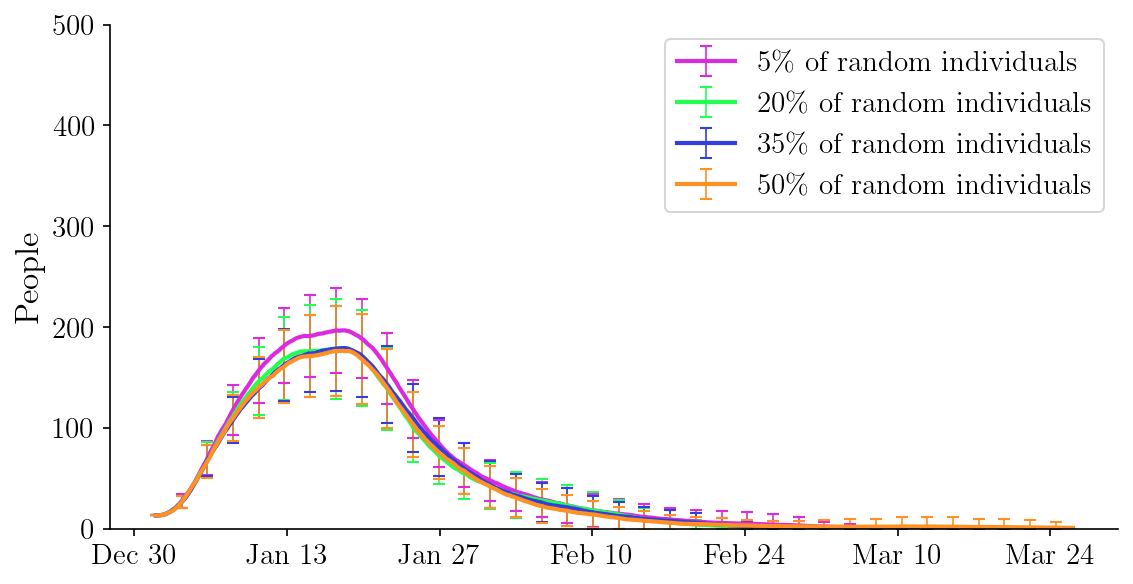 500
400
300
200
100
0
People
5% of random individuals
20% of random individuals
35% of random individuals
50% of random individuals
Dec 30 Jan 13 Jan 27 Feb 10 Feb 24 Mar 10 Mar 24